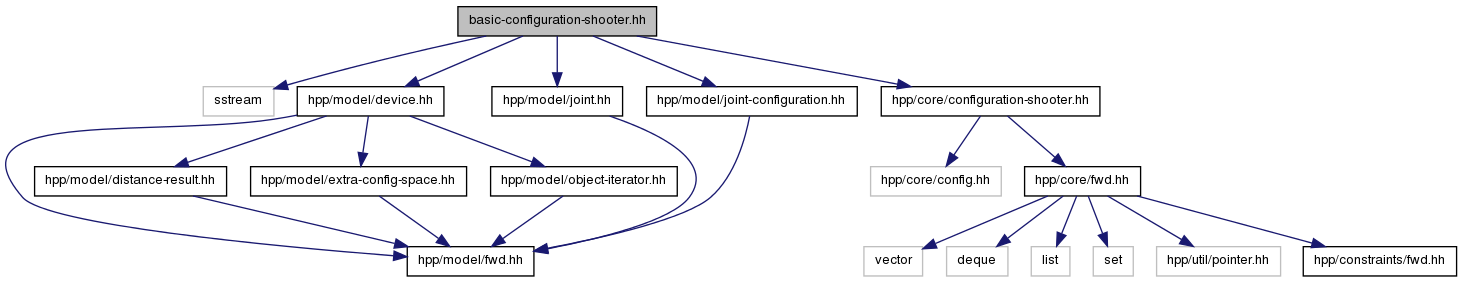 basic-configuration-shooter.hh
sstream
hpp/model/device.hh
hpp/model/joint.hh
hpp/model/joint-configuration.hh
hpp/core/configuration-shooter.hh
hpp/model/distance-result.hh
hpp/model/extra-config-space.hh
hpp/model/object-iterator.hh
hpp/core/config.hh
hpp/core/fwd.hh
hpp/model/fwd.hh
vector
deque
list
set
hpp/util/pointer.hh
hpp/constraints/fwd.hh